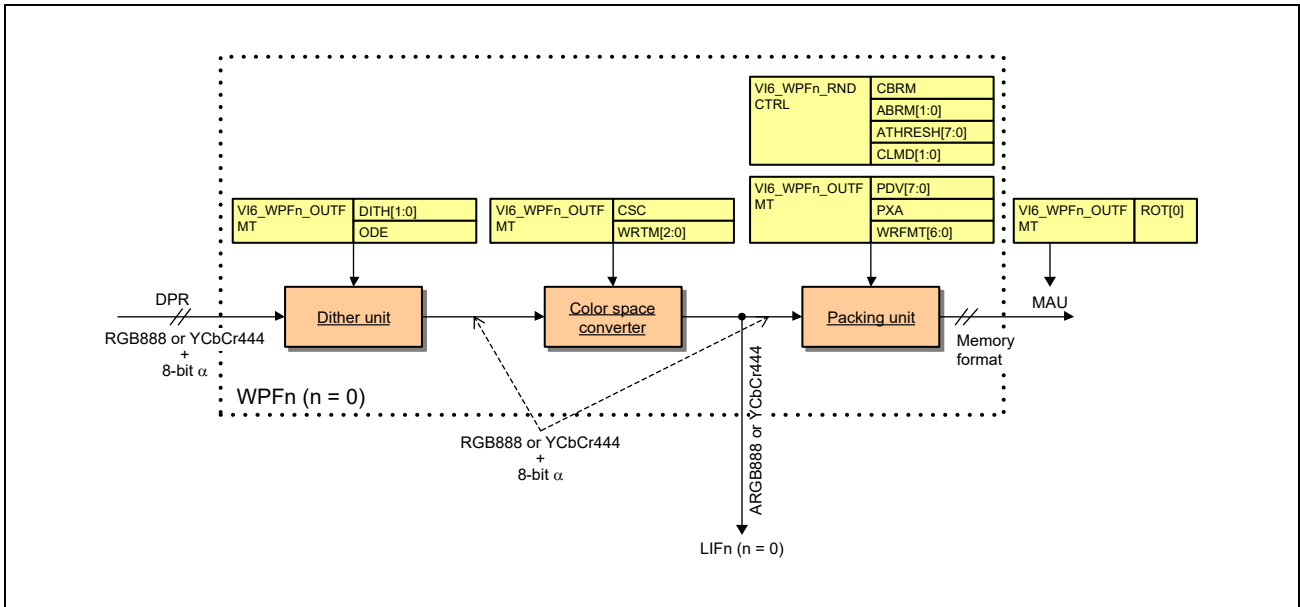 VI6_WPFn_RND
CTRL
CBRM
ABRM[1:0]
ATHRESH[7:0]
CLMD[1:0]
VI6_WPFn_OUTF
MT
DITH[1:0]
ODE
VI6_WPFn_OUTF
MT
CSC
WRTM[2:0]
VI6_WPFn_OUTF
MT
PDV[7:0]
PXA
WRFMT[6:0]
VI6_WPFn_OUTF
MT
ROT[0]
DPR
RGB888 or YCbCr444
+
8-bit α
Dither unit
Color space
converter
Packing unit
Memory
format
MAU
WPFn (n = 0)
RGB888 or YCbCr444
+
8-bit α
ARGB888 or YCbCr444
LIFn (n = 0)